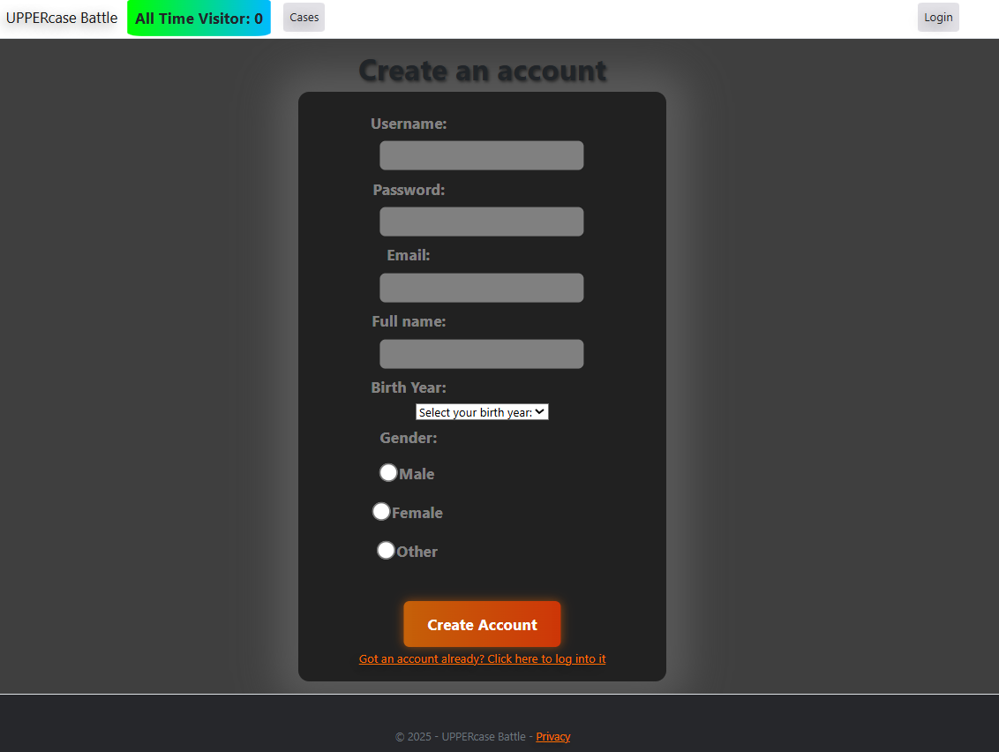 UPPERcase Battle All Time Visitor: 0 Cases Login
Create an account
Username:
Password:
Email:
Full name:
Birth Year:
Select your birth year:
Gender:
Male
Female
Other
Create Account
Got an account already? Click here to log into it
© 2025 - UPPERcase Battle - Privacy